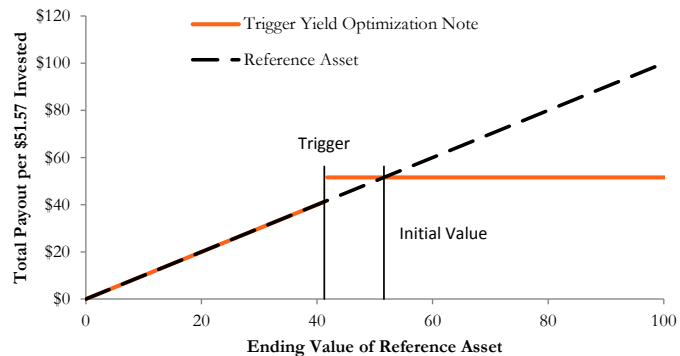 Total Payout per $51.57 Invested
$120
$100
$80
$60
$40
$20
$0
Trigger Yield Optimization Note
Reference Asset
Trigger
Initial Value
0
20
40
60
80
100
Ending Value of Reference Asset